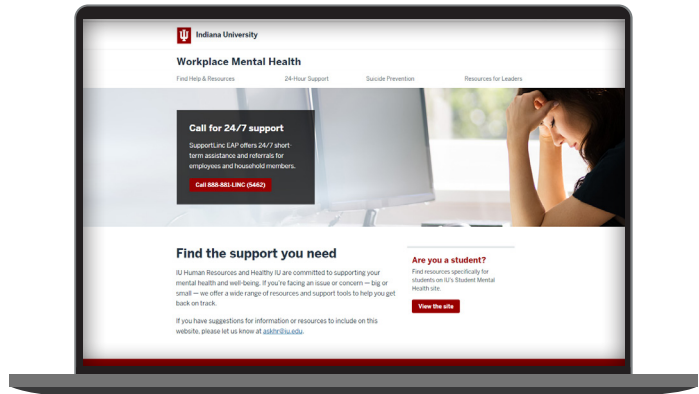 Indiana University
Workplace Mental Health
Find Help & Resources 24-Hour Support Suicide Prevention Resources for Leaders
Call for 24/7 support
SupportLinc EAP offers 24/7 short-
term assistance and referrals for
employees and household members.
Call 888-881-LINC (5462)
Find the support you need
IU Human Resources and Healthy IU are committed to supporting your
mental health and well-being. If you're facing an issue or concern — big or
small — we offer a wide range of resources and support tools to help you get
back on track.
If you have suggestions for information or resources to include on this
website, please let us know at askhr@iu.edu.
Are you a student?
Find resources specifically for
students on IU's Student Mental
Health site.
View the site